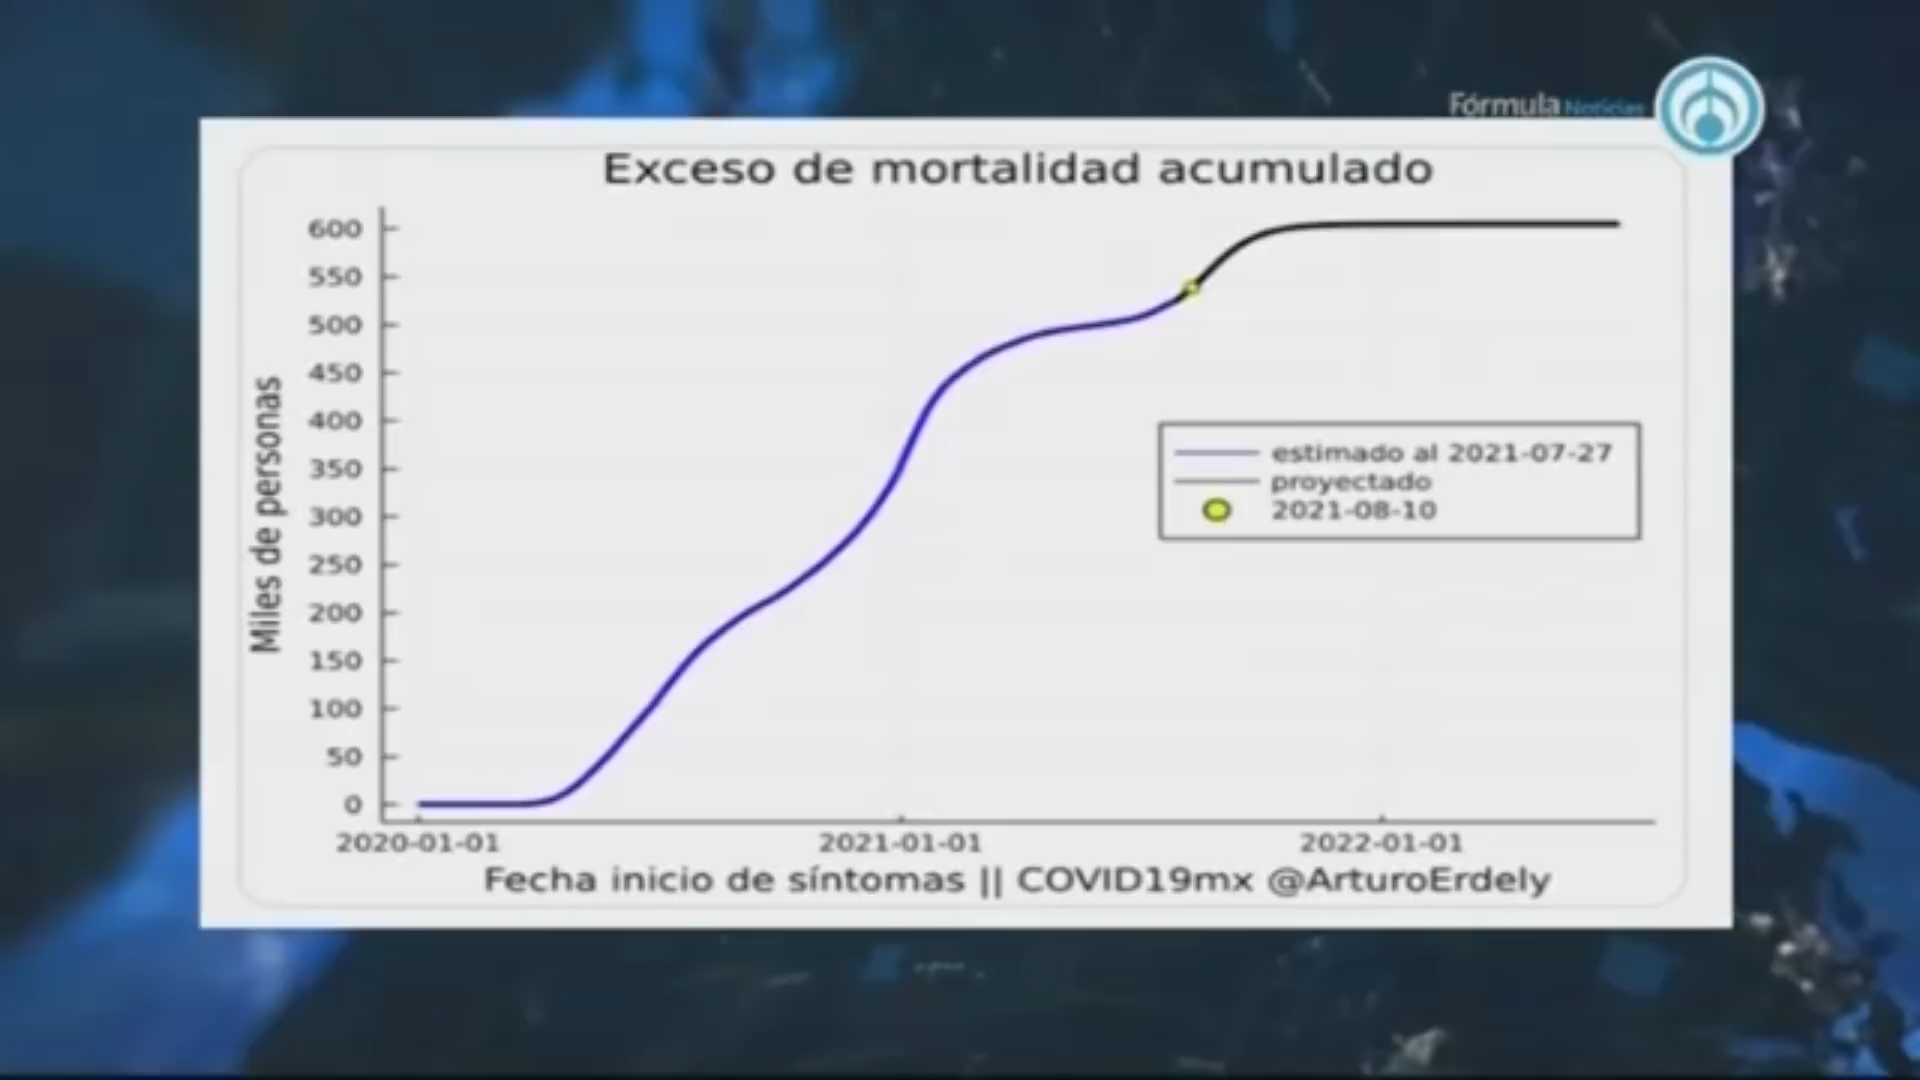 Fórmula Noticias
Exceso de mortalidad acumulado
Miles de personas
600
550
500
450
400
350
300
250
200
150
100
50
0
estimado al 2021-07-27
proyectado
2021-08-10
2020-01-01
2021-01-01
2022-01-01
Fecha inicio de síntomas || COVID19mx @ArturoErdely